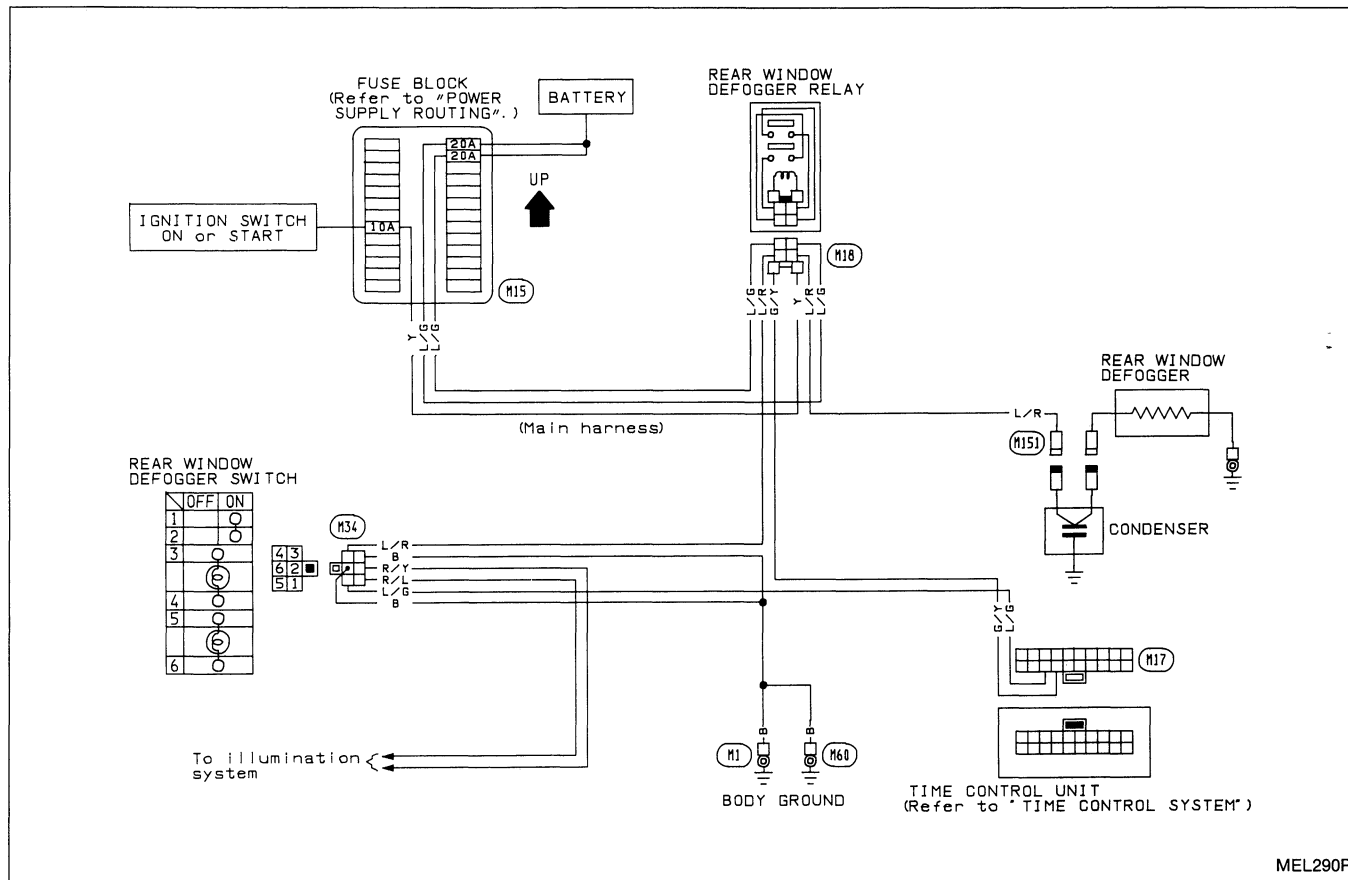 FUSE BLOCK
(Refer to "POWER
SUPPLY ROUTING".)
BATTERY
REAR WINDOW
DEFOGGER RELAY
20A
20A
UP
IGNITION SWITCH
ON or START
10A
M15
M18
L/G
L/R
G/Y
Y
L/R
L/G
Y
L/G
L/G
(Main harness)
REAR WINDOW
DEFOGGER
L/R
M151
CONDENSER
REAR WINDOW
DEFOGGER SWITCH
OFF ON
1
2
3
4
5
6
4 3
6 2
5 1
M34
L/R
B
R/Y
R/L
L/G
B
G/Y
L/G
M17
To illumination
system
B
B
M1
M60
BODY GROUND
TIME CONTROL UNIT
(Refer to "TIME CONTROL SYSTEM")
MEL290F